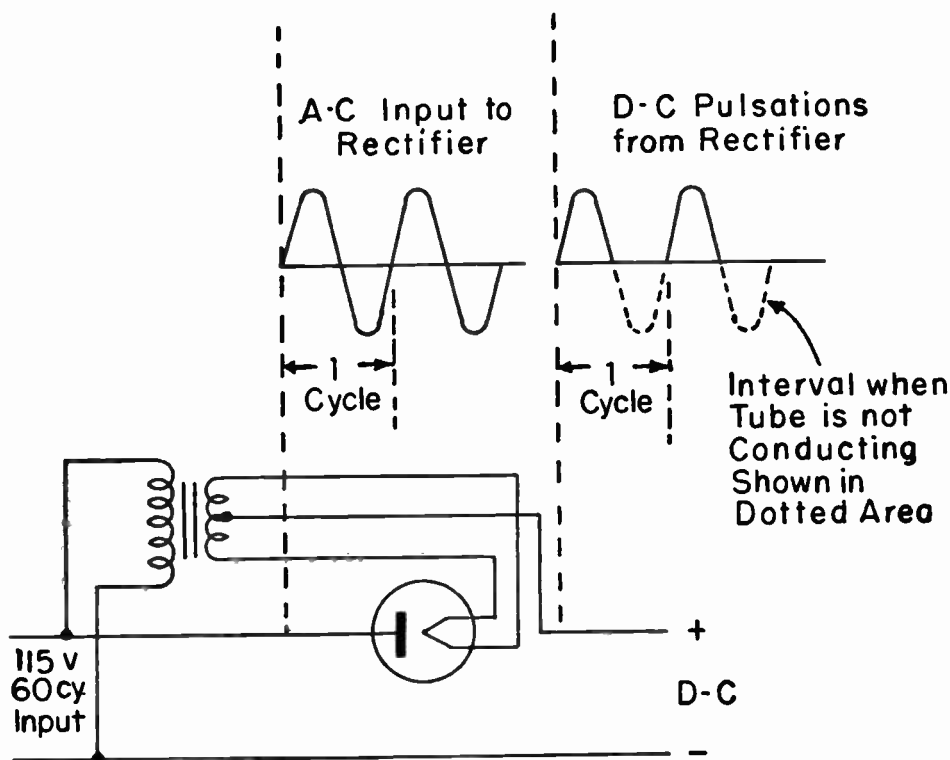 A-C Input to
Rectifier
D-C Pulsations
from Rectifier
1
Cycle
1
Cycle
Interval when
Tube is not
Conducting
Shown in
Dotted Area
115 v
60 cy.
Input
+
D-C
-